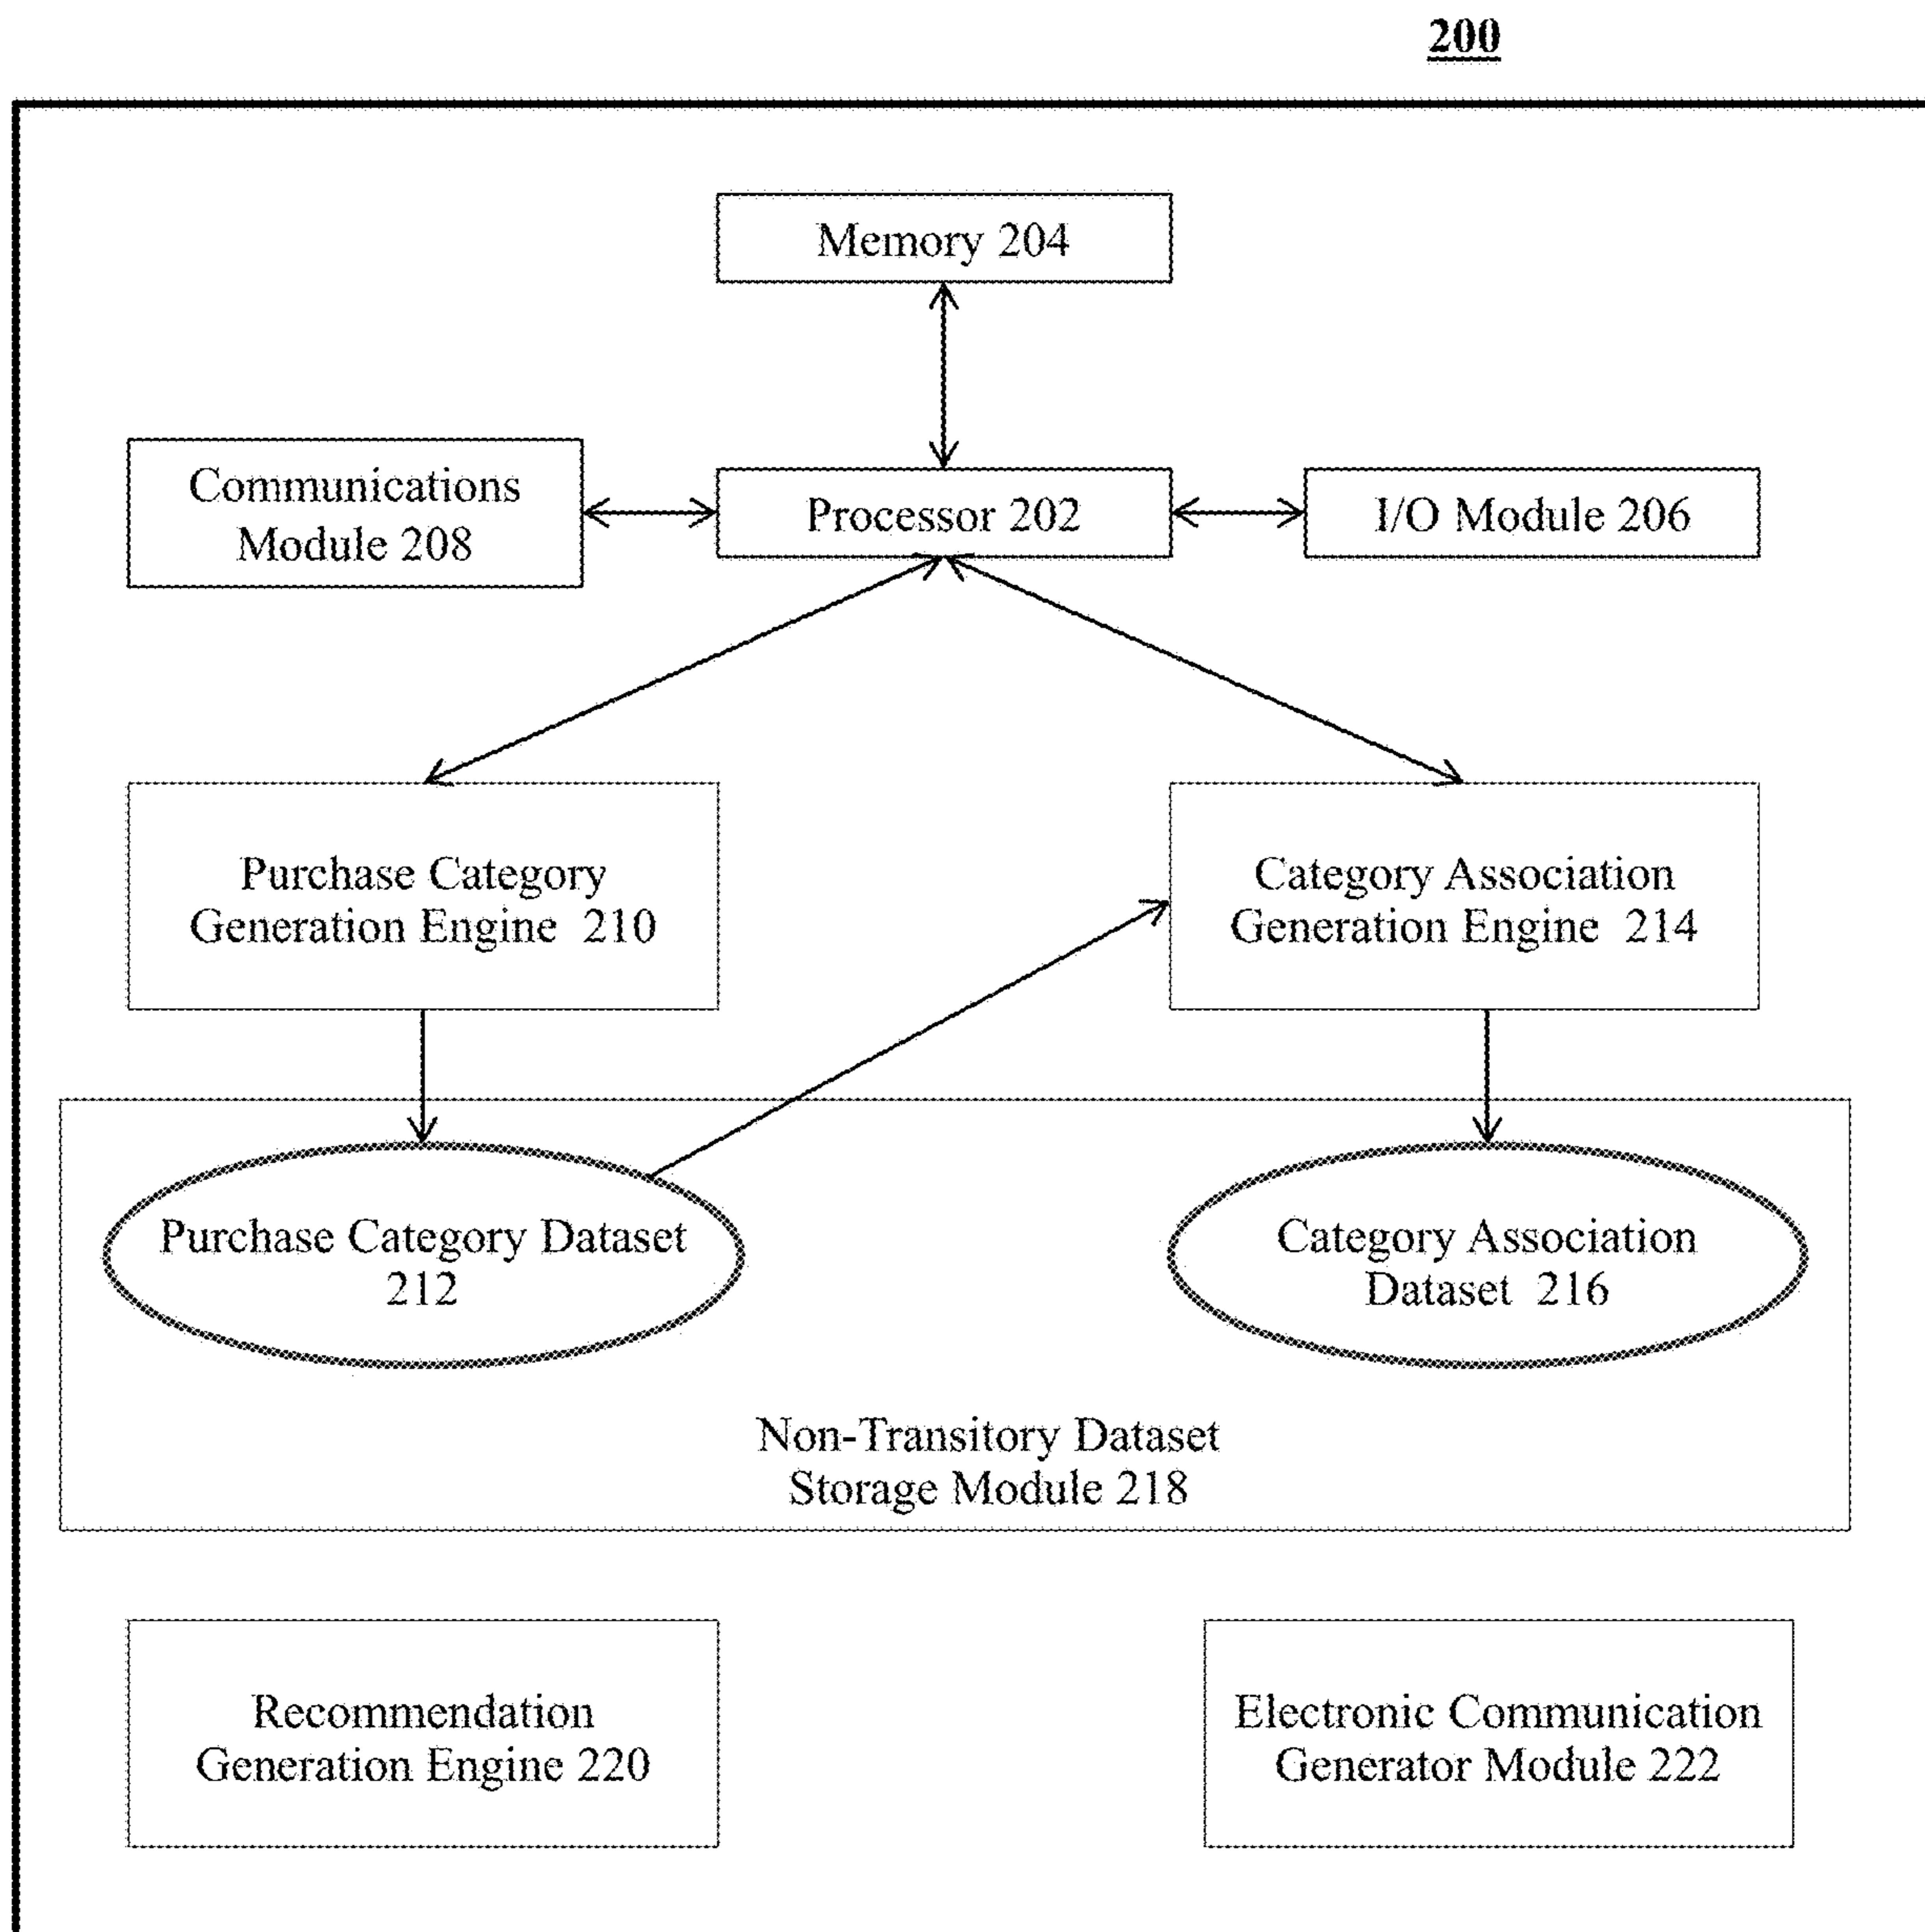 200
Memory 204
Communications
Module 208
Processor 202
I/O Module 206
Purchase Category
Generation Engine 210
Category Association
Generation Engine 214
Purchase Category Dataset
212
Category Association
Dataset 216
Non-Transitory Dataset
Storage Module 218
Recommendation
Generation Engine 220
Electronic Communication
Generator Module 222